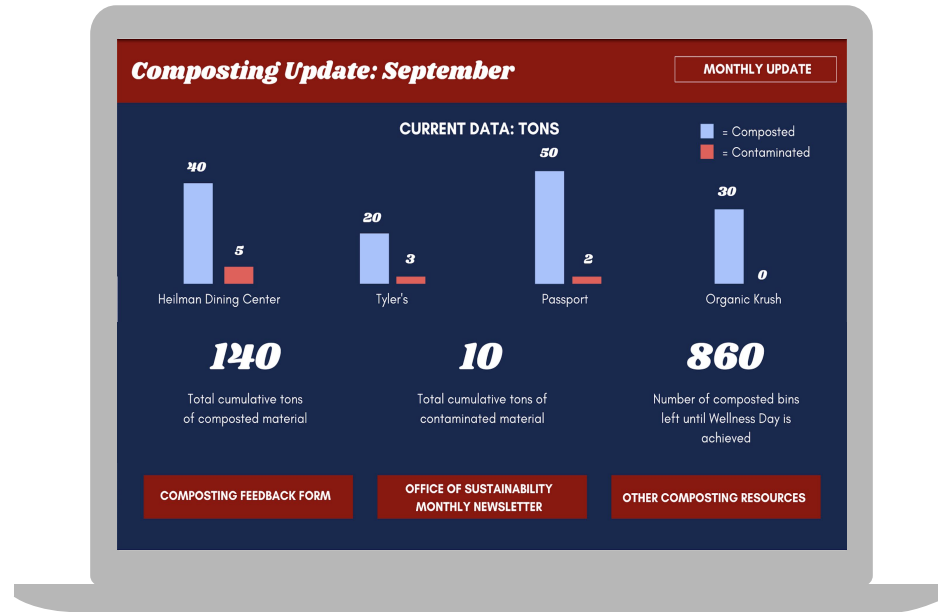 Composting Update: September
MONTHLY UPDATE
CURRENT DATA: TONS
= Composted
= Contaminated
40
5
20
3
50
2
30
0
Heilman Dining Center
Tyler's
Passport
Organic Krush
140
Total cumulative tons
of composted material
10
Total cumulative tons of
contaminated material
860
Number of composted bins
left until Wellness Day is
achieved
COMPOSTING FEEDBACK FORM
OFFICE OF SUSTAINABILITY
MONTHLY NEWSLETTER
OTHER COMPOSTING RESOURCES